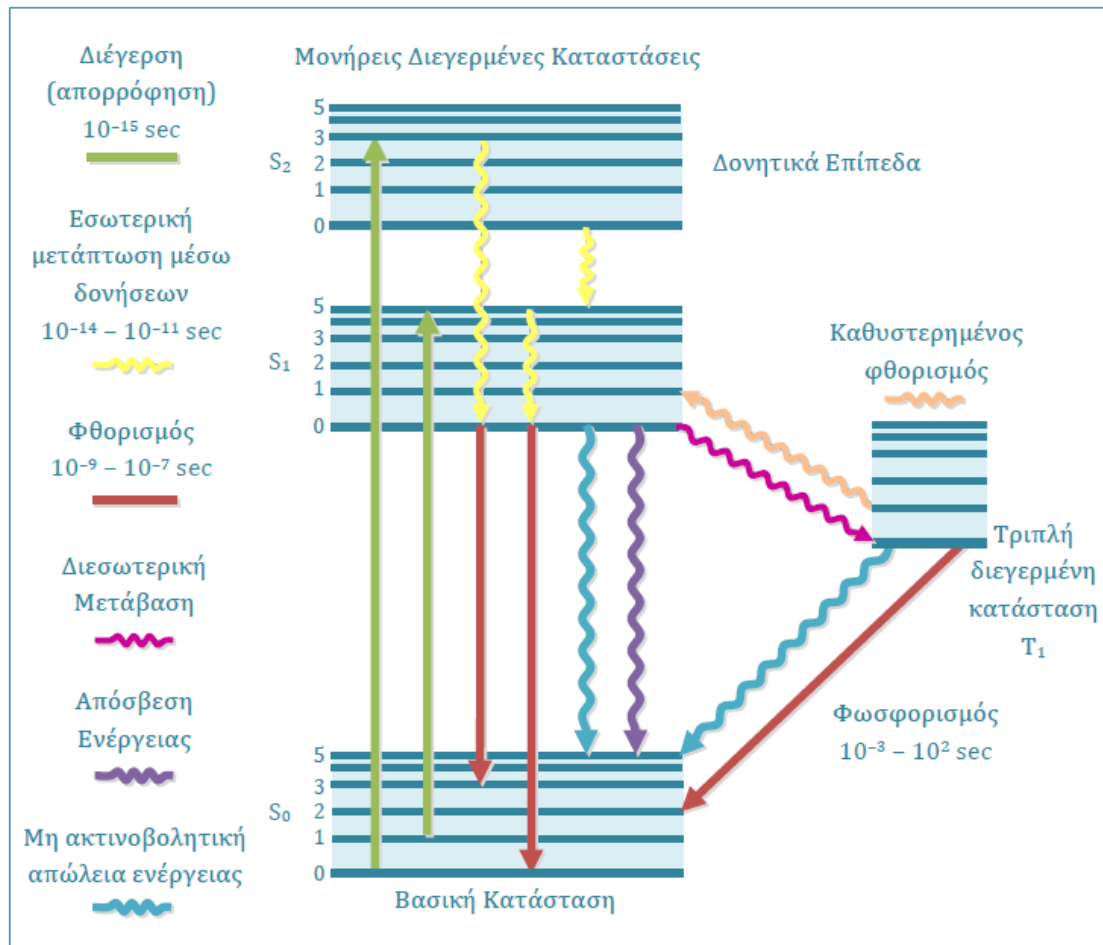 Διέγερση
(απορρόφηση)
10⁻¹⁵ sec
Εσωτερική
μετάπτωση μέσω
δονήσεων
10⁻¹⁴ – 10⁻¹¹ sec
Φθορισμός
10⁻⁹ – 10⁻⁷ sec
Διεσωτερική
Μετάβαση
Απόσβεση
Ενέργειας
Μη ακτινοβολητική
απώλεια ενέργειας
Μονήρεις Διεγερμένες Καταστάσεις
5
3
S₂ 2
1
0
Δονητικά Επίπεδα
5
3
S₁ 2
1
0
Καθυστερημένος
φθορισμός
Τριπλή
διεγερμένη
κατάσταση
T₁
Φωσφορισμός
10⁻³ – 10² sec
5
3
S₀ 2
1
0
Βασική Κατάσταση